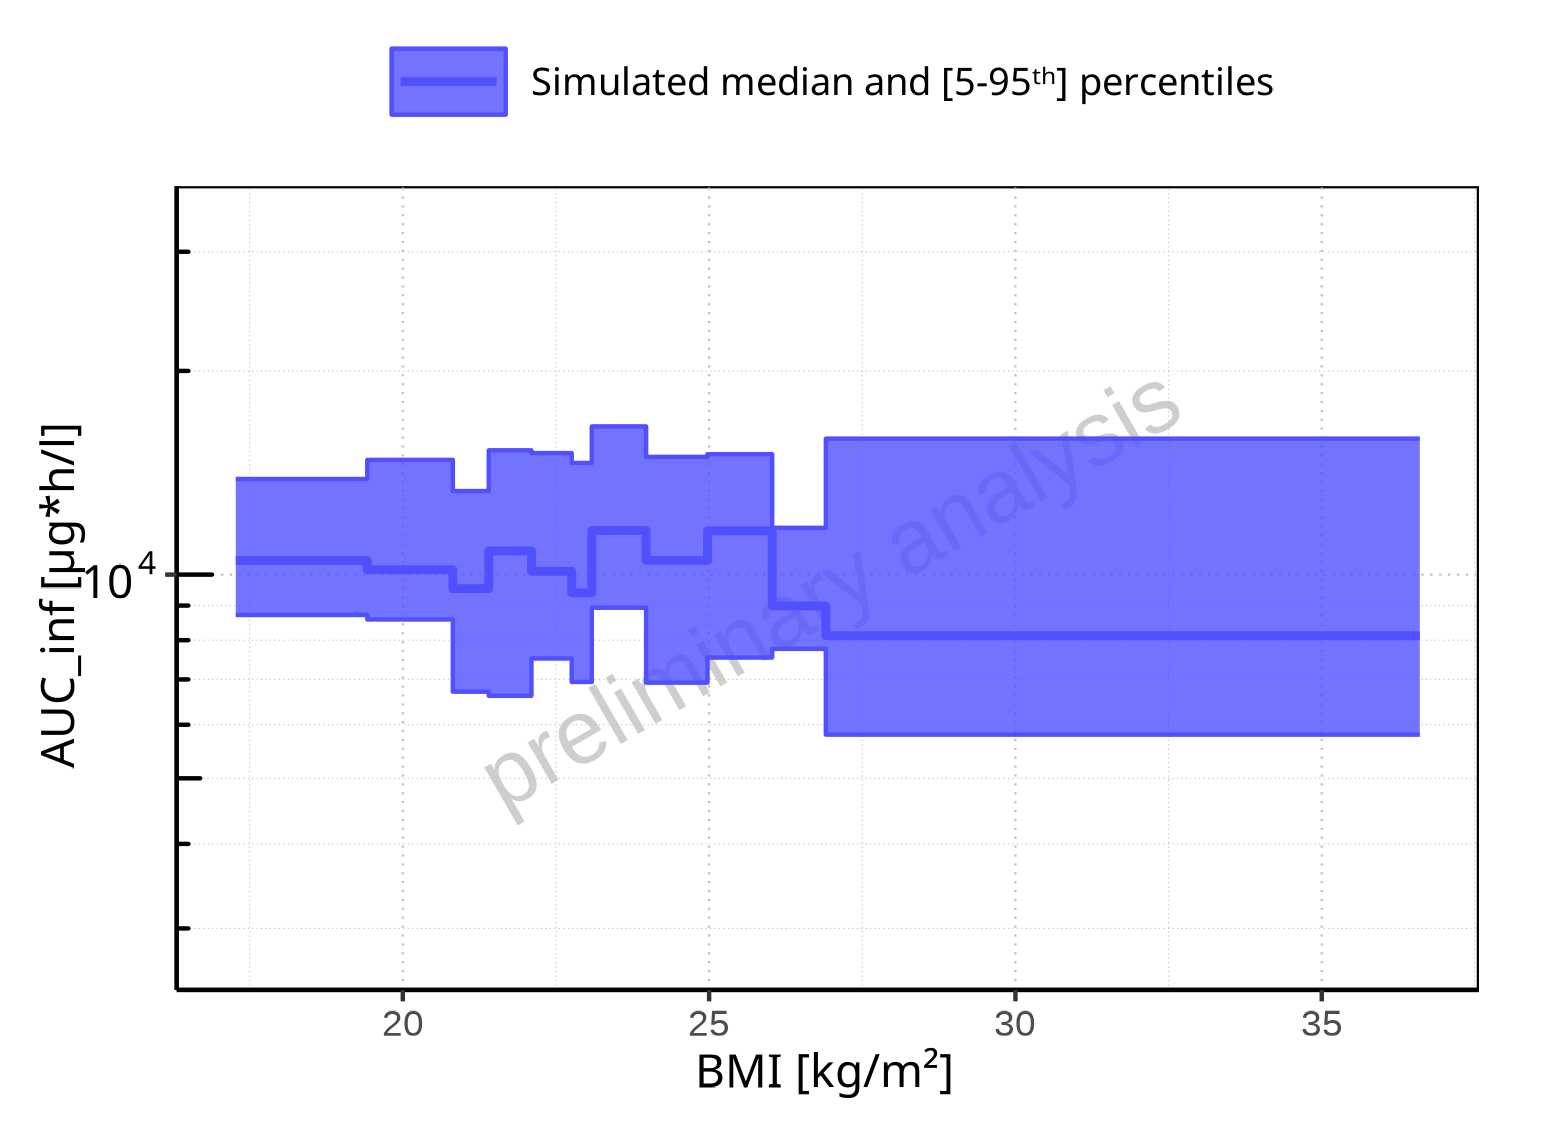 Simulated median and [5-95ᵗʰ] percentiles
AUC_inf [µg*h/l]
10⁴
preliminary analysis
20 25 30 35
BMI [kg/m²]